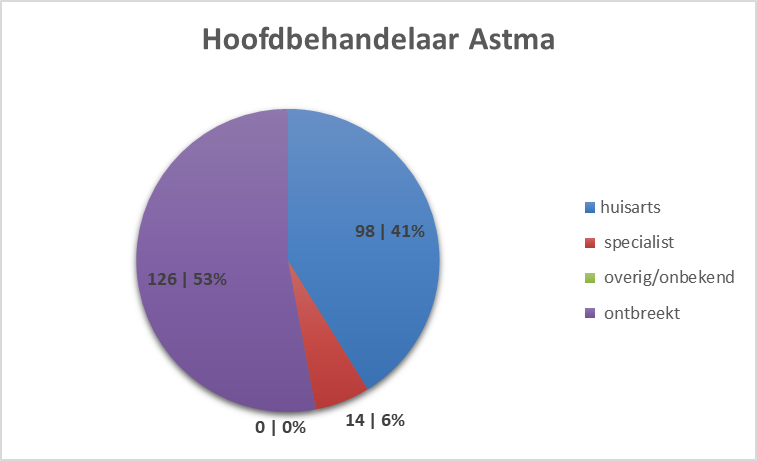 Hoofdbehandelaar Astma
98 | 41%
126 | 53%
14 | 6%
0 | 0%
huisarts
specialist
overig/onbekend
ontbreekt